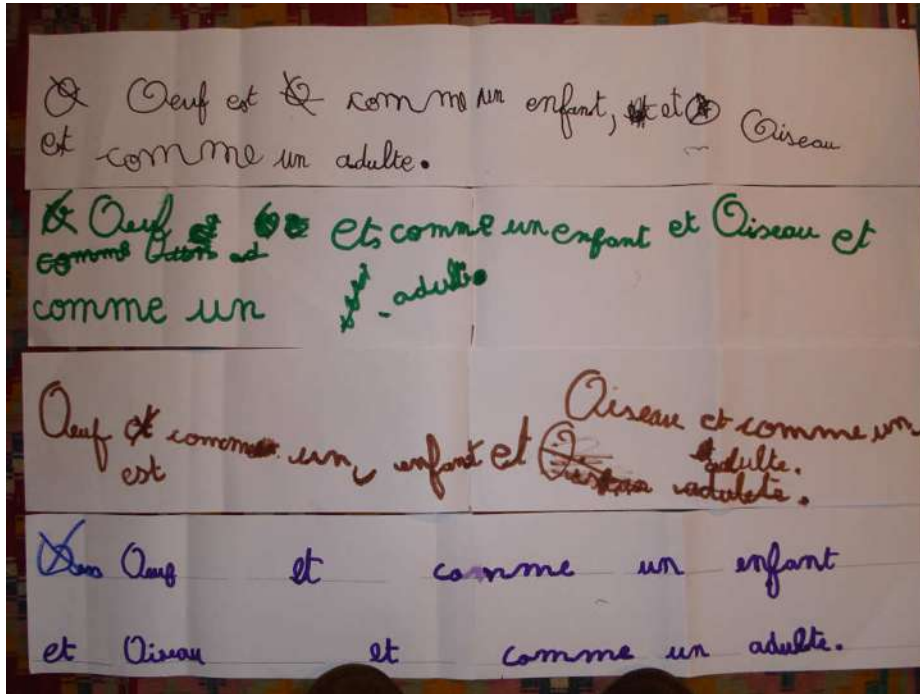 Oeuf est comme un enfant, et Oiseau
est comme un adulte.
Oeuf ets comme un enfant et Oiseau et
comme un adulte.
Oeuf est comme un enfant et Oiseau et comme un
adulte.
adulete.
Oeuf et comme un enfant
et Oiseau et comme un adulte.